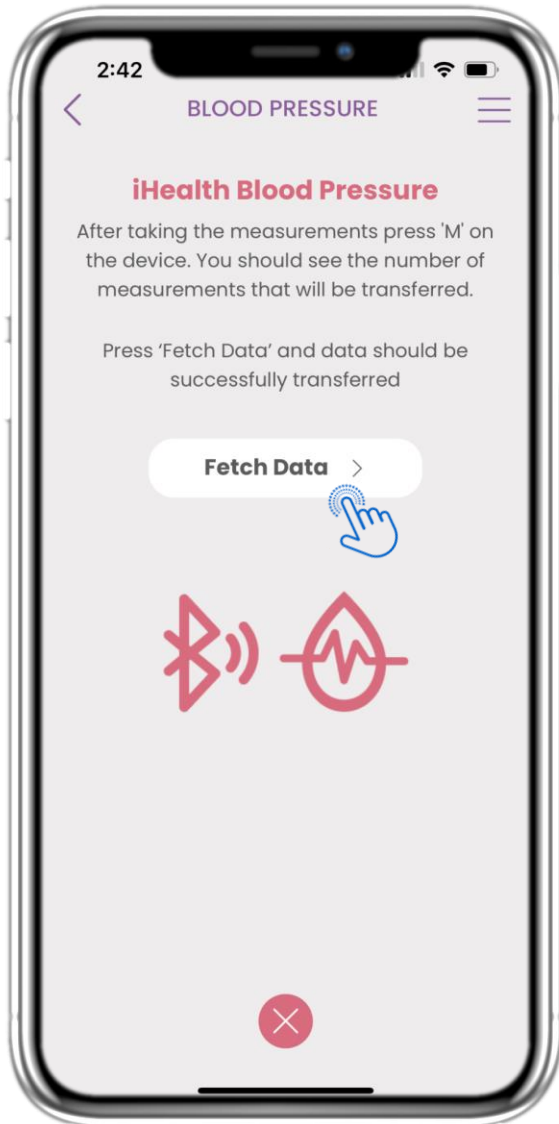 2:42
BLOOD PRESSURE
iHealth Blood Pressure
After taking the measurements press 'M' on
the device. You should see the number of
measurements that will be transferred.
Press ‘Fetch Data’ and data should be
successfully transferred
Fetch Data